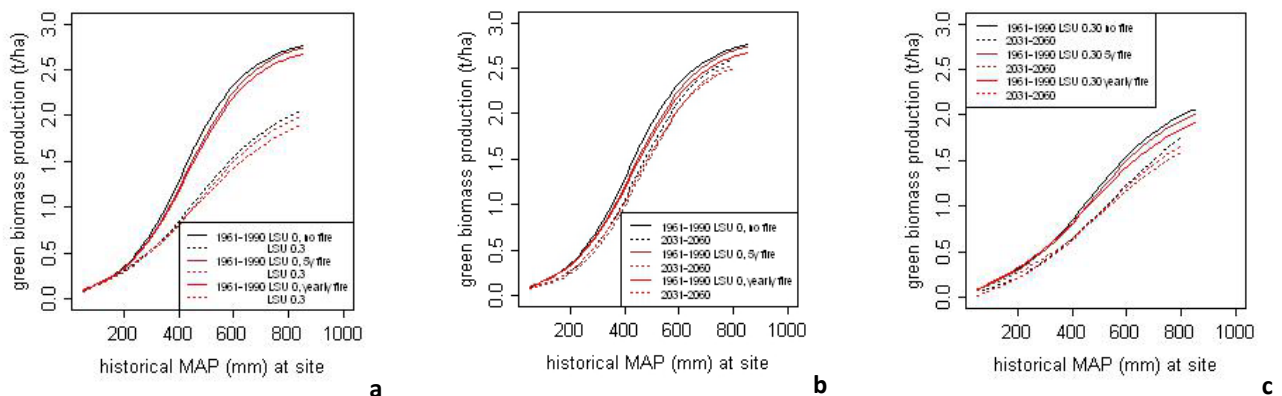 green biomass production (t/ha)
0.0 0.5 1.0 1.5 2.0 2.5 3.0
1961-1990 LSU 0, no fire
LSU 0.3
1961-1990 LSU 0, 5y fire
LSU 0.3
1961-1990 LSU 0, yearly fire
LSU 0.3
200 400 600 800 1000
historical MAP (mm) at site
a
green biomass production (t/ha)
0.0 0.5 1.0 1.5 2.0 2.5 3.0
1961-1990 LSU 0, no fire
2031-2060
1961-1990 LSU 0, 5y fire
2031-2060
1961-1990 LSU 0, yearly fire
2031-2060
200 400 600 800 1000
historical MAP (mm) at site
b
green biomass production (t/ha)
0.0 0.5 1.0 1.5 2.0 2.5 3.0
1961-1990 LSU 0.30 no fire
2031-2060
1961-1990 LSU 0.30 5y fire
2031-2060
1961-1990 LSU 0.30 yearly fire
2031-2060
200 400 600 800 1000
historical MAP (mm) at site
c